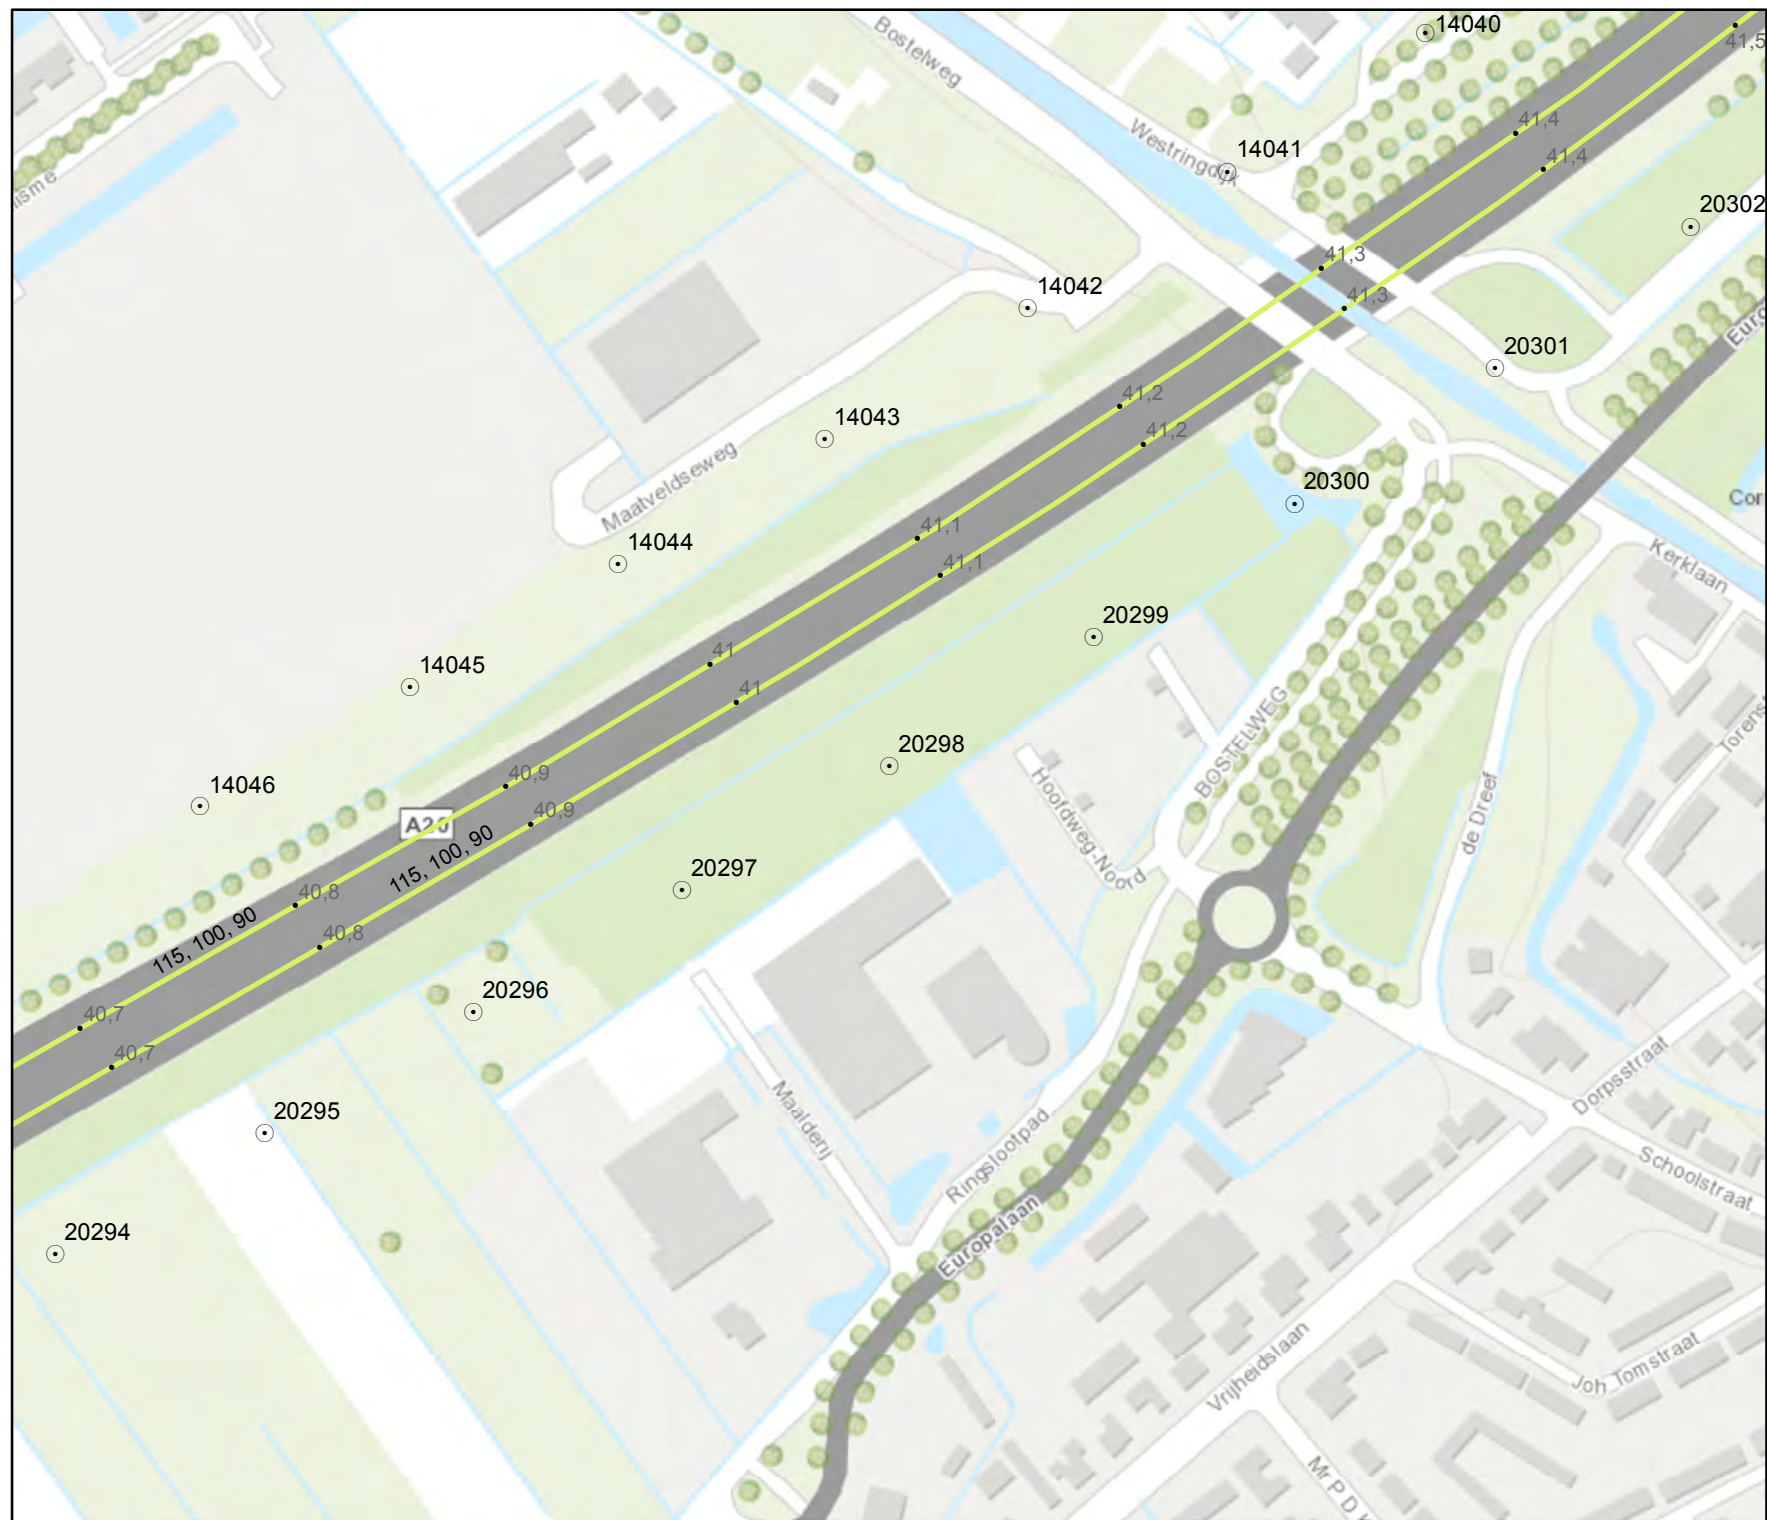 14040
41,5
Bostelweg
41,4
Westringdijk
14041
41,4
isme
20302
41,3
14042
41,3
Euro
20301
41,2
14043
41,2
Maatveldseweg
20300
Cor
14044
41,1
41,1
Kerklaan
20299
41
14045
41
BOSTELWEG
Torenst
20298
40,9
14046
40,9
Hoofdweg-Noord
de Dreef
A20
115, 100, 90
20297
40,8
115, 100, 90
40,8
20296
40,7
40,7
Dorpsstraat
20295
Maalderij
Ringslootpad
Schoolstraat
20294
Europalaan
Vrijheidslaan
Joh Tomstraat
Mr P D K